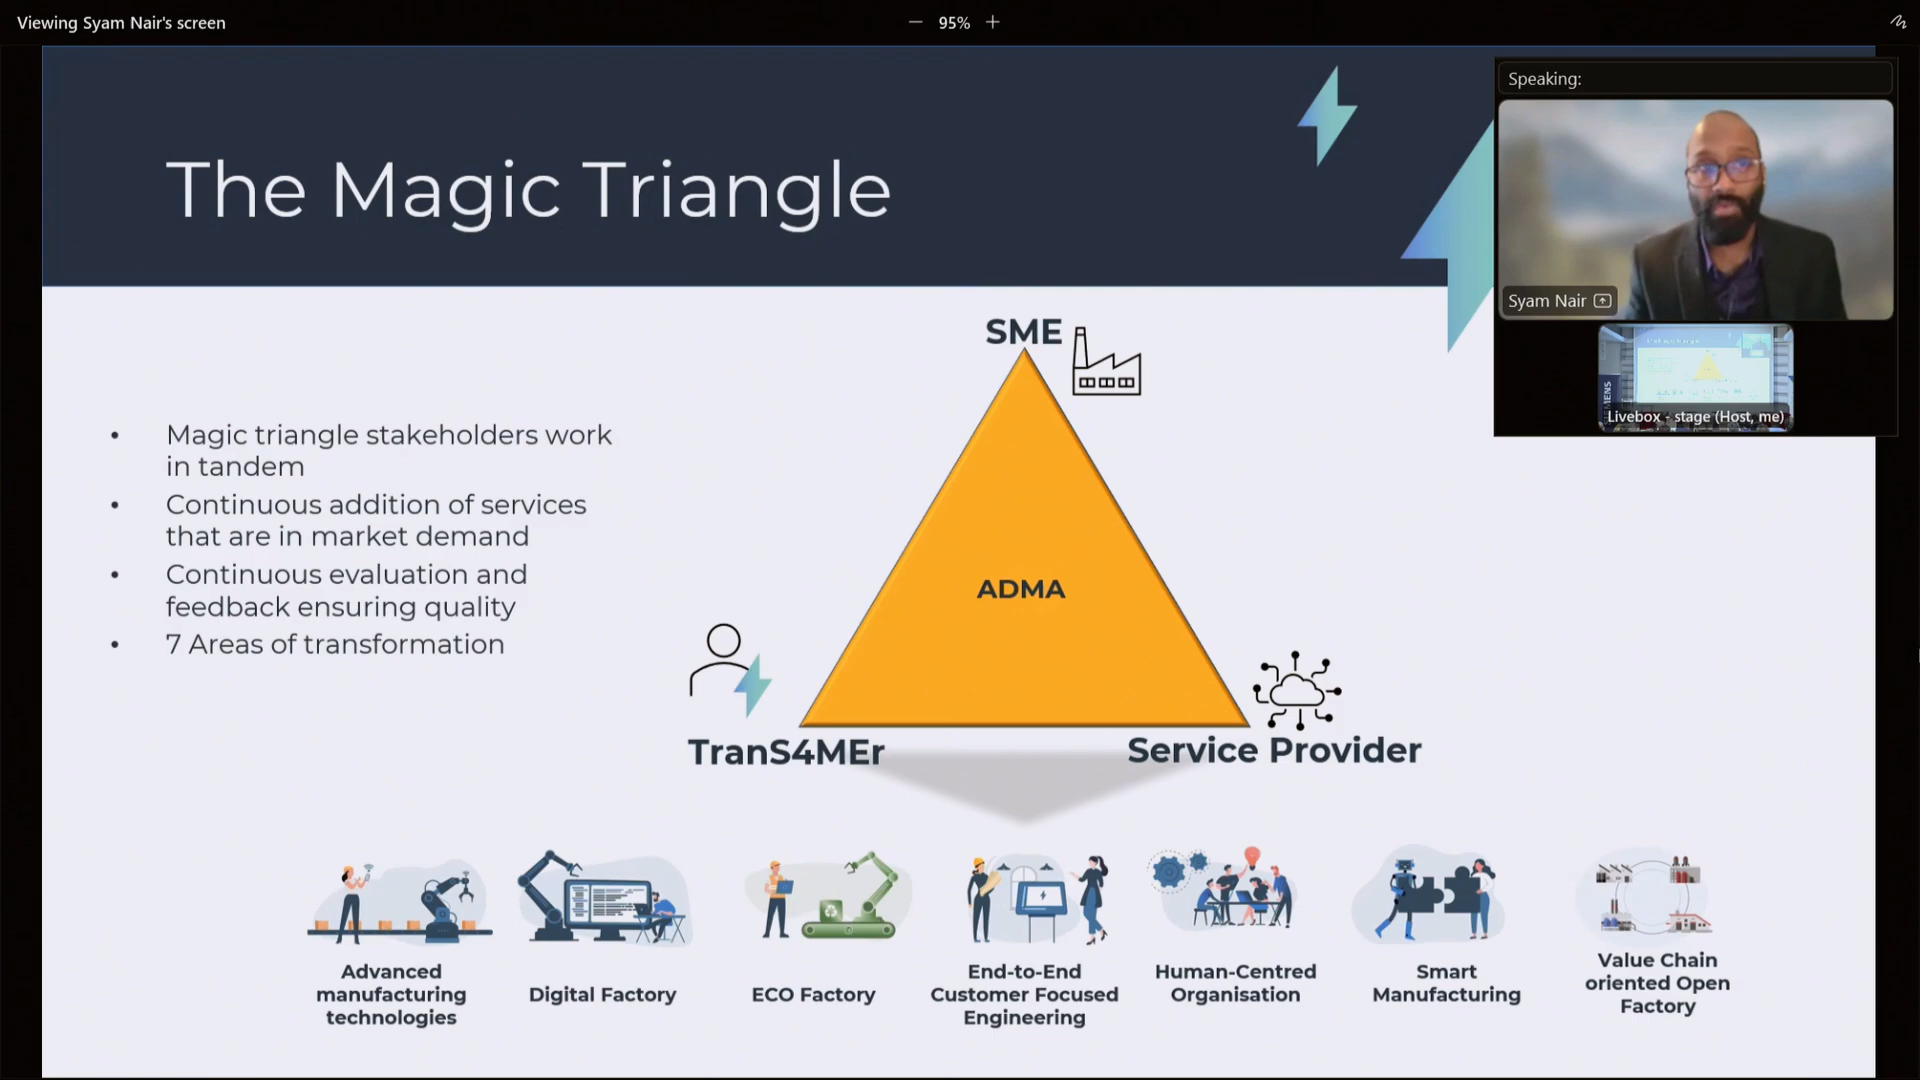 Viewing Syam Nair's screen
95%
Speaking:
The Magic Triangle
Syam Nair
SIEMENS
Livebox - stage (Host, me)
SME
Magic triangle stakeholders work
in tandem
Continuous addition of services
that are in market demand
Continuous evaluation and
feedback ensuring quality
7 Areas of transformation
ADMA
TranS4MEr
Service Provider
Advanced
manufacturing
technologies
Digital Factory
ECO Factory
End-to-End
Customer Focused
Engineering
Human-Centred
Organisation
Smart
Manufacturing
Value Chain
oriented Open
Factory